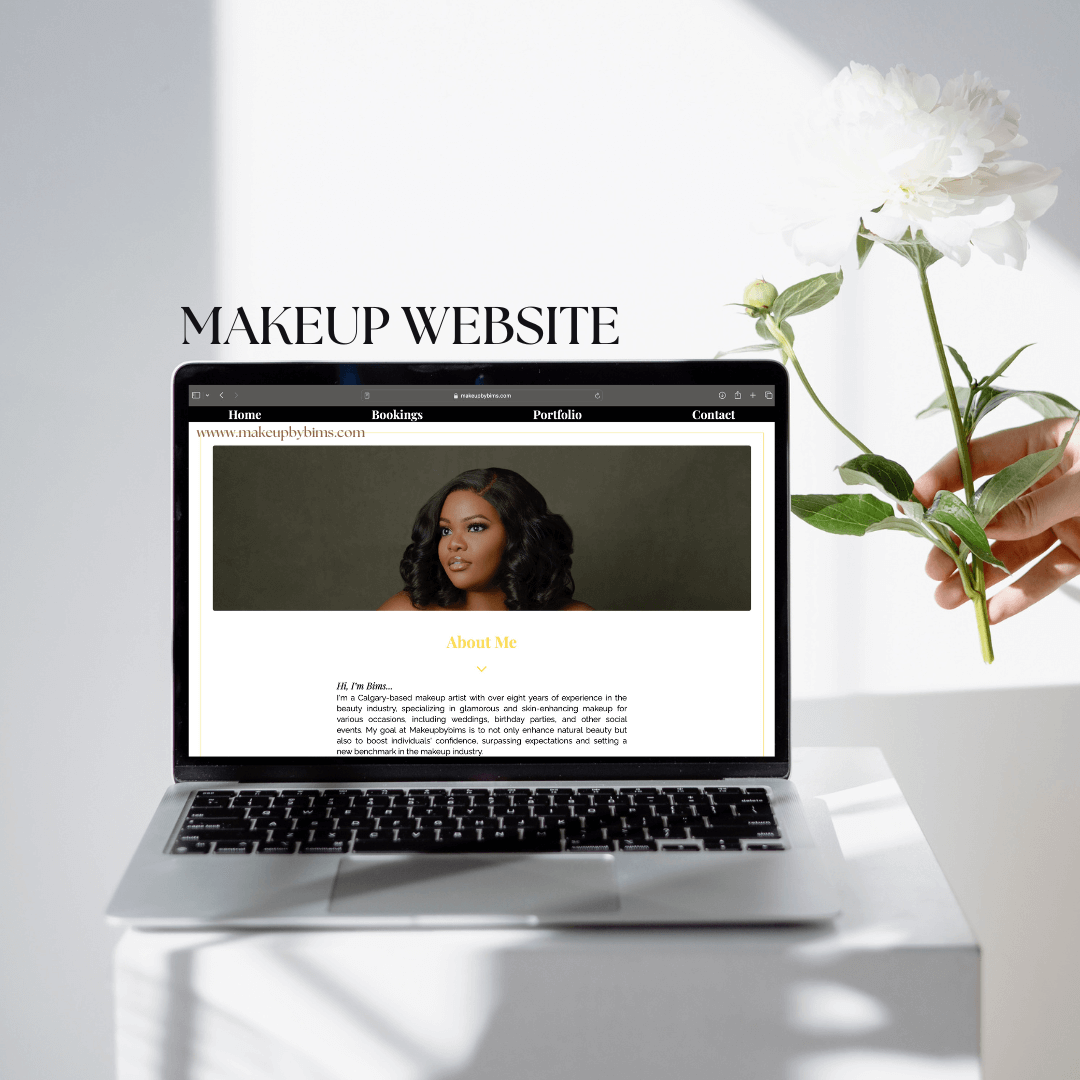 MAKEUP WEBSITE
makeupbybims.com
Home Bookings Portfolio Contact
wwww.makeupbybims.com
About Me
Hi, I'm Bims...
I'm a Calgary-based makeup artist with over eight years of experience in the
beauty industry, specializing in glamorous and skin-enhancing makeup for
various occasions, including weddings, birthday parties, and other social
events. My goal at Makeupbybims is to not only enhance natural beauty but
also to boost individuals' confidence, surpassing expectations and setting a
new benchmark in the makeup industry.
delete
return
shift